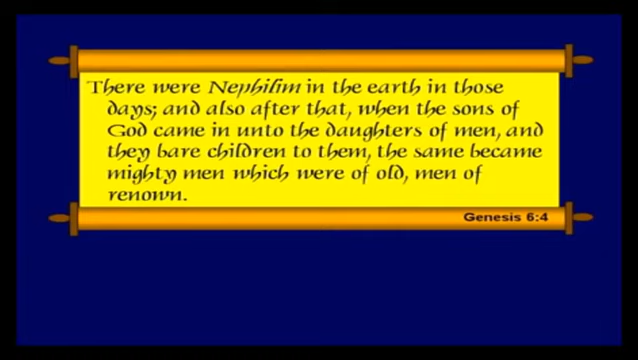 There were Nephilim in the earth in those
days; and also after that, when the sons of
God came in unto the daughters of men, and
they bare children to them, the same became
mighty men which were of old, men of
renown.
Genesis 6:4